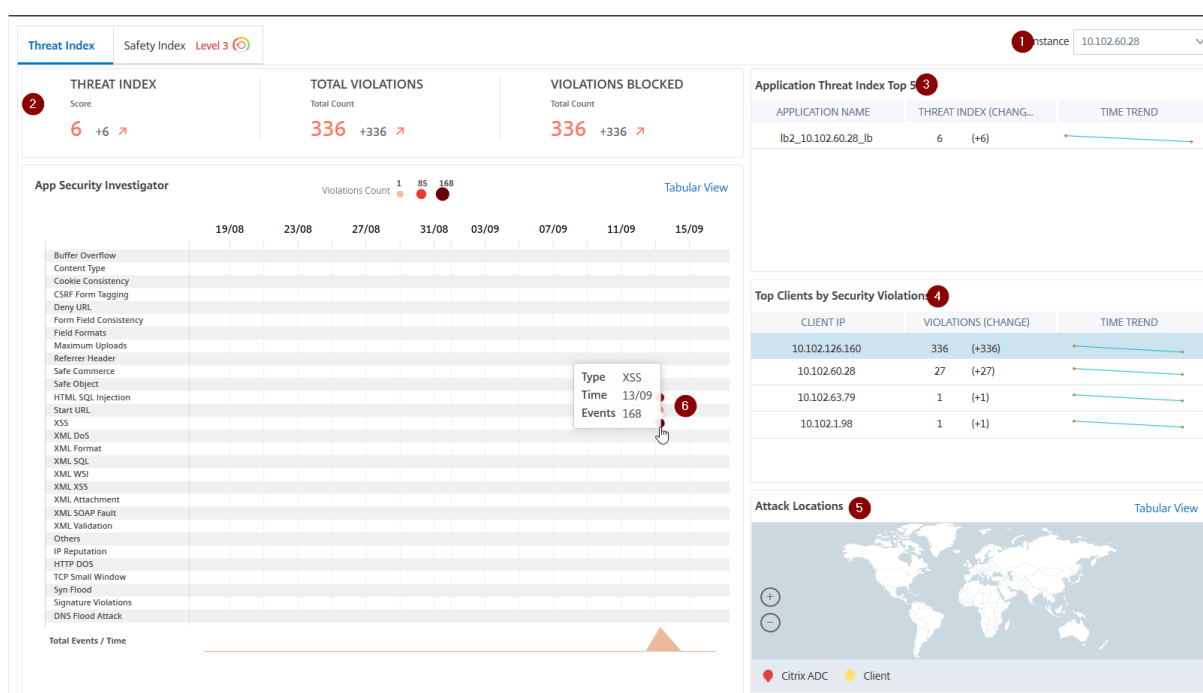 Threat Index
Safety Index Level 3
1 Instance 10.102.60.28
THREAT INDEX TOTAL VIOLATIONS VIOLATIONS BLOCKED
2 Score Total Count Total Count
6 +6 336 +336 336 +336
App Security Investigator
Violations Count 1 85 168
Tabular View
19/08 23/08 27/08 31/08 03/09 07/09 11/09 15/09
Buffer Overflow
Content Type
Cookie Consistency
CSRF Form Tagging
Deny URL
Form Field Consistency
Field Formats
Maximum Uploads
Referrer Header
Safe Commerce
Safe Object
HTML SQL Injection
Start URL
XSS
XML DoS
XML Format
XML SQL
XML WSI
XML XSS
XML Attachment
XML SOAP Fault
XML Validation
Others
IP Reputation
HTTP DOS
TCP Small Window
Syn Flood
Signature Violations
DNS Flood Attack
Total Events / Time
Type XSS
Time 13/09
Events 168
6
Application Threat Index Top 5 3
APPLICATION NAME THREAT INDEX (CHANG... TIME TREND
lb2_10.102.60.28_lb 6 (+6)
Top Clients by Security Violations 4
CLIENT IP VIOLATIONS (CHANGE) TIME TREND
10.102.126.160 336 (+336)
10.102.60.28 27 (+27)
10.102.63.79 1 (+1)
10.102.1.98 1 (+1)
Attack Locations 5 Tabular View
+
−
Citrix ADC Client